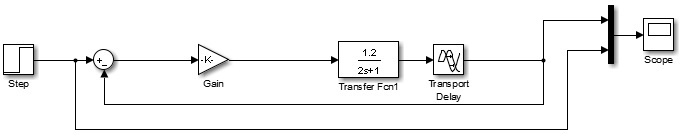 +
-
-K-
1.2
2s+1
Step
Gain
Transfer Fcn1
Transport
Delay
Scope